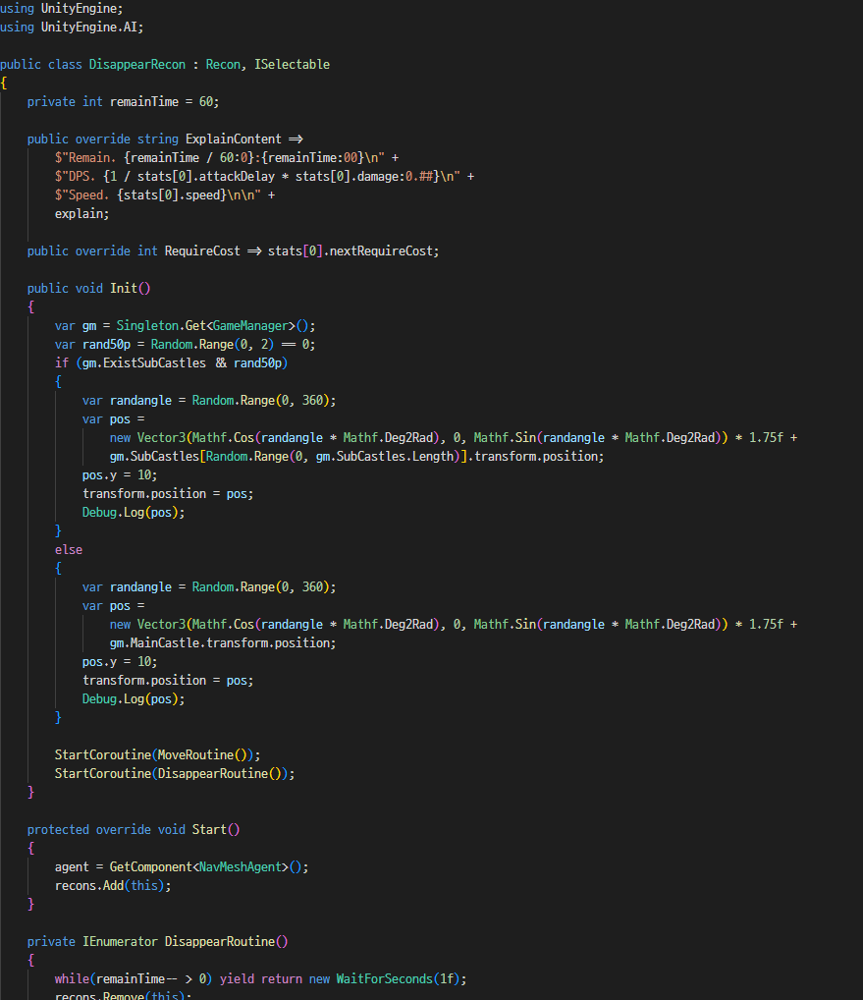 using UnityEngine;
using UnityEngine.AI;
public class DisappearRecon : Recon, ISelectable
{
private int remainTime = 60;
public override string ExplainContent =>
$"Remain. {remainTime / 60:0}:{remainTime:00}\n" +
$"DPS. {1 / stats[0].attackDelay * stats[0].damage:0.##}\n" +
$"Speed. {stats[0].speed}\n\n" +
explain;
public override int RequireCost => stats[0].nextRequireCost;
public void Init()
{
var gm = Singleton.Get<GameManager>();
var rand50p = Random.Range(0, 2) == 0;
if (gm.ExistSubCastles && rand50p)
{
var randangle = Random.Range(0, 360);
var pos =
new Vector3(Mathf.Cos(randangle * Mathf.Deg2Rad), 0, Mathf.Sin(randangle * Mathf.Deg2Rad)) * 1.75f +
gm.SubCastles[Random.Range(0, gm.SubCastles.Length)].transform.position;
pos.y = 10;
transform.position = pos;
Debug.Log(pos);
}
else
{
var randangle = Random.Range(0, 360);
var pos =
new Vector3(Mathf.Cos(randangle * Mathf.Deg2Rad), 0, Mathf.Sin(randangle * Mathf.Deg2Rad)) * 1.75f +
gm.MainCastle.transform.position;
pos.y = 10;
transform.position = pos;
Debug.Log(pos);
}
StartCoroutine(MoveRoutine());
StartCoroutine(DisappearRoutine());
}
protected override void Start()
{
agent = GetComponent<NavMeshAgent>();
recons.Add(this);
}
private IEnumerator DisappearRoutine()
{
while(remainTime-- > 0) yield return new WaitForSeconds(1f);
recons.Remove(this);